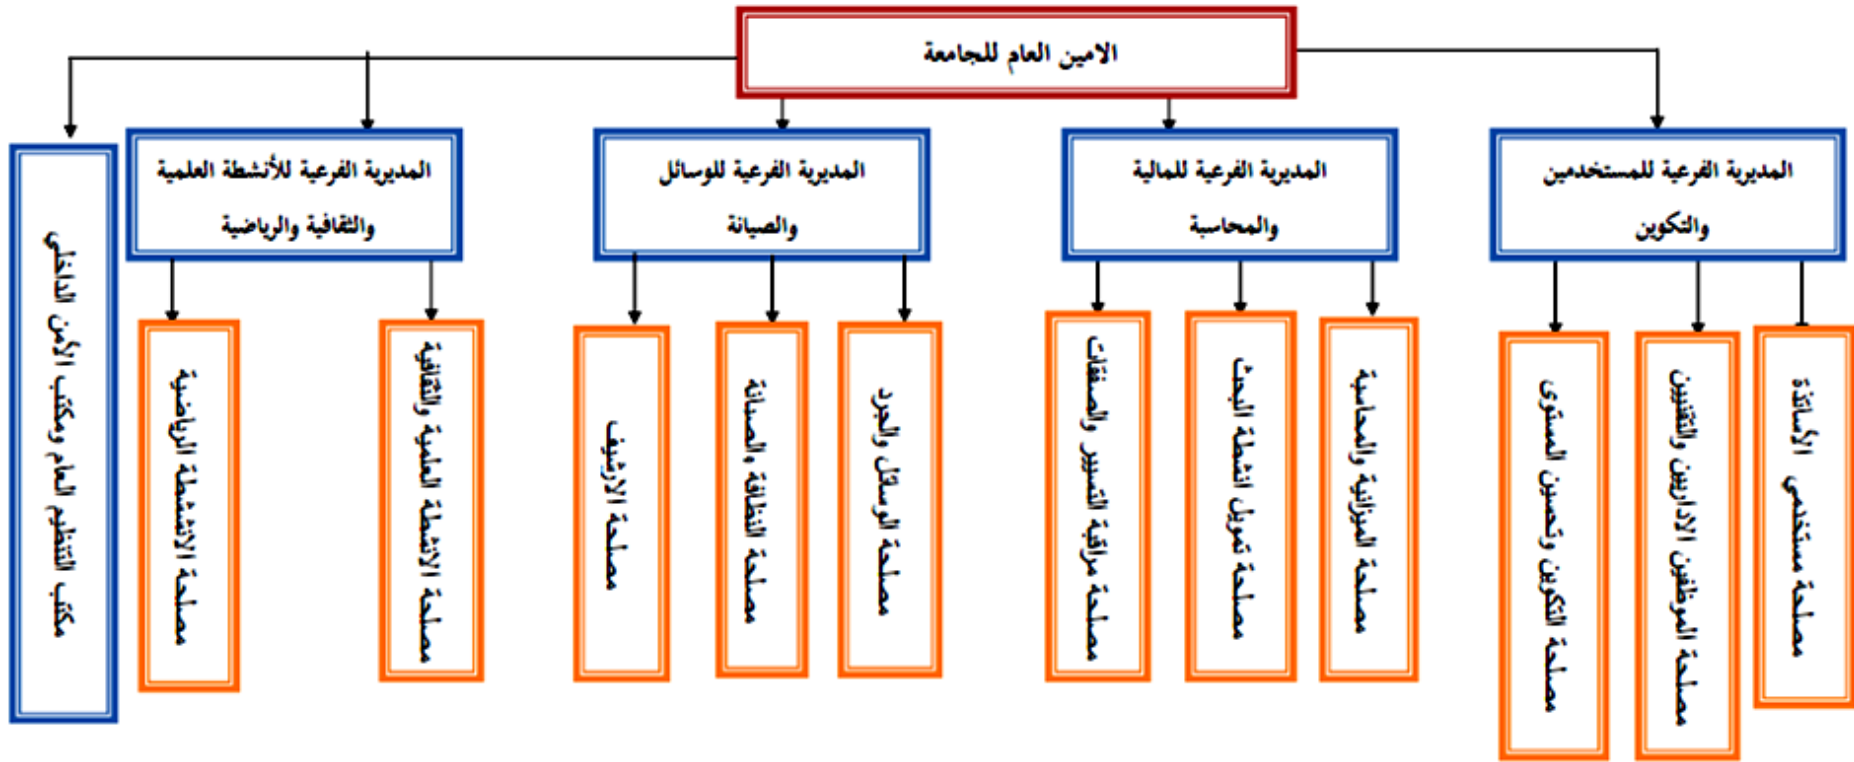 الامين العام للجامعة
المديرية الفرعية للمستخدمين
والتكوين
المديرية الفرعية للمالية
والمحاسبة
المديرية الفرعية للوسائل
والصيانة
المديرية الفرعية للأنشطة العلمية
والثقافية والرياضية
مكتب التنظيم العام ومكتب الأمن الداخلي
مصلحة مستخدمي الأساتذة
مصلحة الموظفين الاداريين والتقنيين
مصلحة التكوين وتحسين المستوى
مصلحة الميزانية والمحاسبة
مصلحة تمويل انشطة البحث
مصلحة مراقبة التسيير والصفقات
مصلحة الوسائل والجرد
مصلحة النظافة والصيانة
مصلحة الارشيف
مصلحة الانشطة العلمية والثقافية
مصلحة الانششطة الرياضية